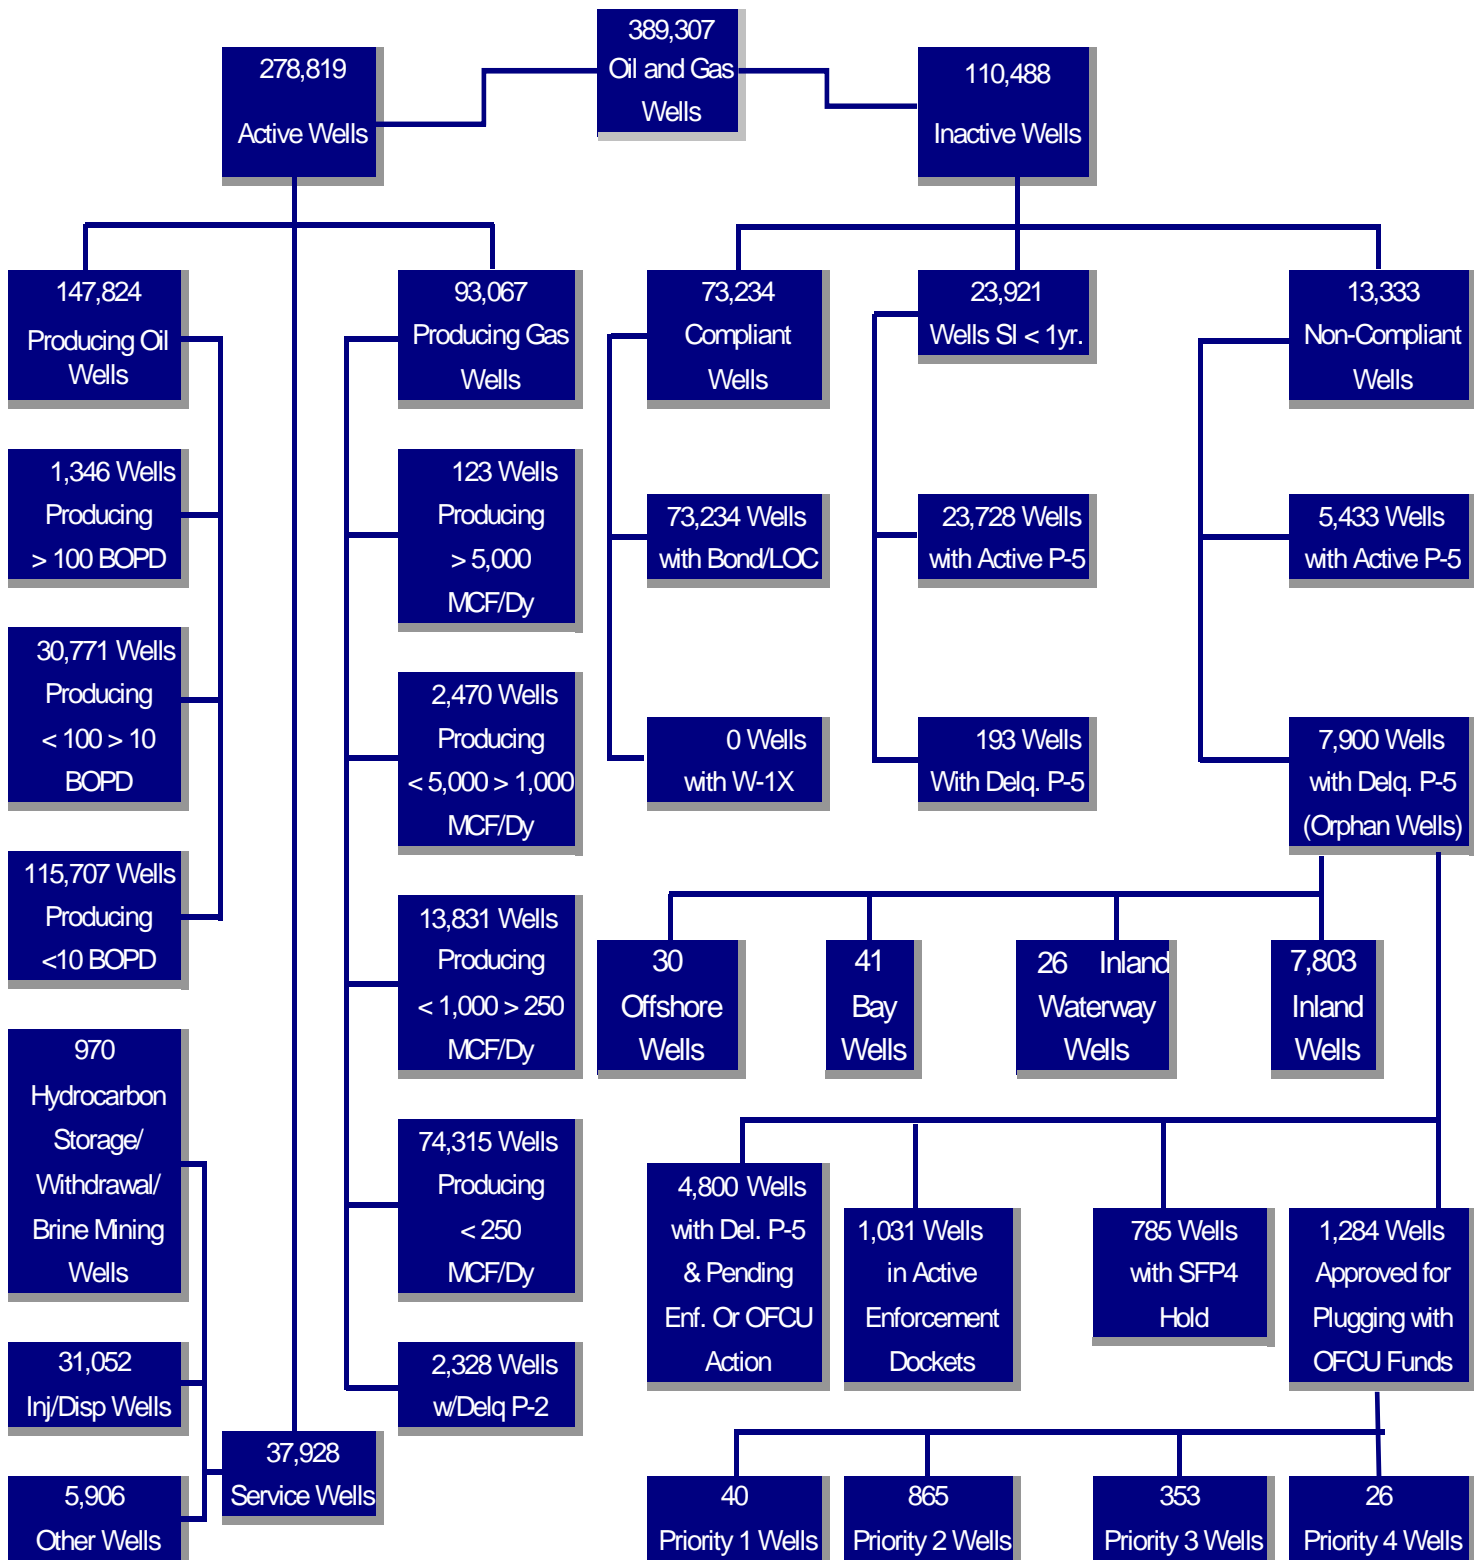 389,307
Oil and Gas
Wells
278,819
Active Wells
110,488
Inactive Wells
147,824
Producing Oil
Wells
93,067
Producing Gas
Wells
73,234
Compliant
Wells
23,921
Wells SI < 1yr.
13,333
Non-Compliant
Wells
1,346 Wells
Producing
> 100 BOPD
123 Wells
Producing
> 5,000
MCF/Dy
73,234 Wells
with Bond/LOC
23,728 Wells
with Active P-5
5,433 Wells
with Active P-5
30,771 Wells
Producing
< 100 > 10
BOPD
2,470 Wells
Producing
< 5,000 > 1,000
MCF/Dy
0 Wells
with W-1X
193 Wells
With Delq. P-5
7,900 Wells
with Delq. P-5
(Orphan Wells)
115,707 Wells
Producing
<10 BOPD
13,831 Wells
Producing
< 1,000 > 250
MCF/Dy
30
Offshore
Wells
41
Bay
Wells
26 Inland
Waterway
Wells
7,803
Inland
Wells
970
Hydrocarbon
Storage/
Withdrawal/
Brine Mining
Wells
74,315 Wells
Producing
< 250
MCF/Dy
4,800 Wells
with Del. P-5
& Pending
Enf. Or OFCU
Action
1,031 Wells
in Active
Enforcement
Dockets
785 Wells
with SFP4
Hold
1,284 Wells
Approved for
Plugging with
OFCU Funds
31,052
Inj/Disp Wells
2,328 Wells
w/Delq P-2
37,928
Service Wells
5,906
Other Wells
40
Priority 1 Wells
865
Priority 2 Wells
353
Priority 3 Wells
26
Priority 4 Wells